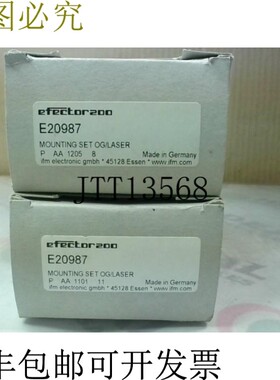 图必究
efector200
E20987
MOUNTING SET OG/LASER
P AA 1205 8 Made in Germany
ifm electronic gmbh * 45128 Essen * www.ifm.com
JTT13568
efector200
E20987
MOUNTING SET OG/LASER
P AA 1101 11 Made in Germany
ifm electronic gmbh * 45128 Essen * www.ifm.com
包邮可开发票